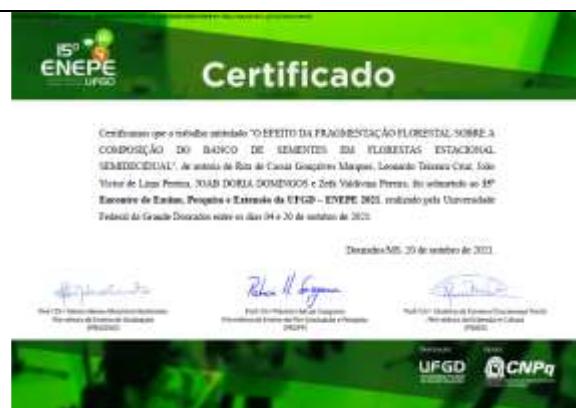 15º
ENEPE
UFGD
Certificado
Certificamos que o trabalho intitulado "O EFEITO DA FRAGMENTAÇÃO FLORESTAL SOBRE A
COMPOSIÇÃO DO BANCO DE SEMENTES EM FLORESTAS ESTACIONAL
SEMIDECIDUAL", de autoria de Rita de Cassia Gonçalves Marques, Leonardo Teixeira Cruz, João
Victor de Lima Pereira, JOAB DORIA DOMINGOS e Zefa Valdivina Pereira, foi submetido ao 15º
Encontro de Ensino, Pesquisa e Extensão da UFGD – ENEPE 2021, realizado pela Universidade
Federal da Grande Dourados entre os dias 04 e 20 de outubro de 2021.
Dourados/MS, 20 de outubro de 2021.
UFGD
CNPq